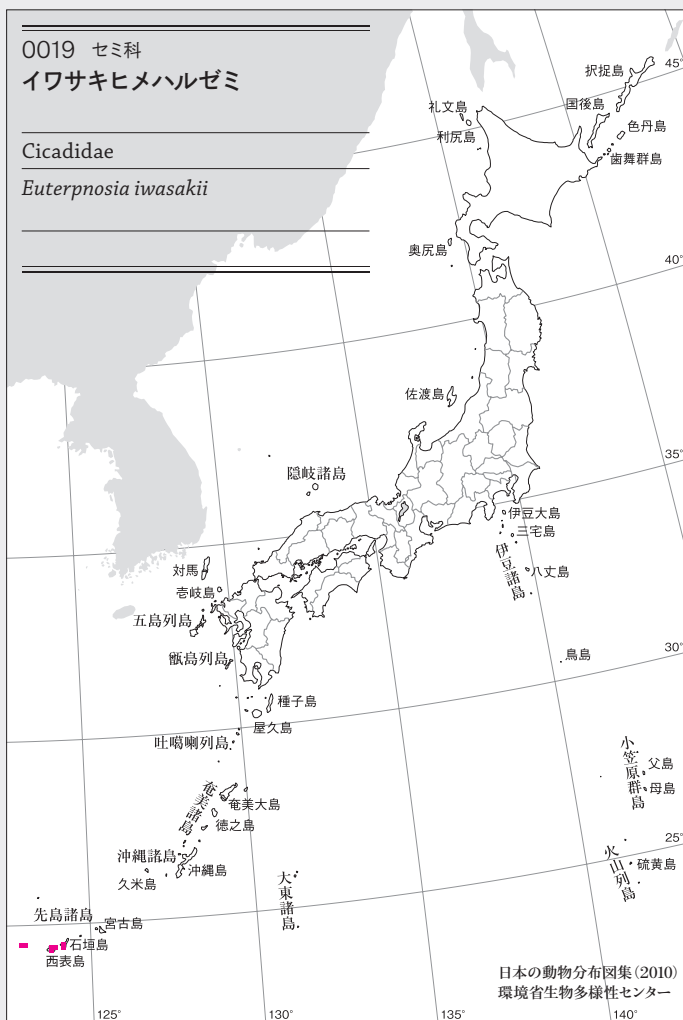 0019 セミ科
イワサキヒメハルゼミ
Cicadidae
Euterpnosia iwasakii
45°
択捉島
国後島
礼文島
色丹島
利尻島
歯舞群島
奥尻島
40°
佐渡島
35°
隠岐諸島
伊豆大島
三宅島
伊豆諸島
八丈島
対馬
壱岐島
五島列島
甑島列島
鳥島
30°
種子島
屋久島
吐噶喇列島
小笠原群島
父島
母島
奄美諸島
奄美大島
徳之島
25°
沖縄諸島
沖縄島
久米島
火山列島
硫黄島
大東諸島
先島諸島
宮古島
石垣島
西表島
日本の動物分布図集(2010)
環境省生物多様性センター
125°
130°
135°
140°